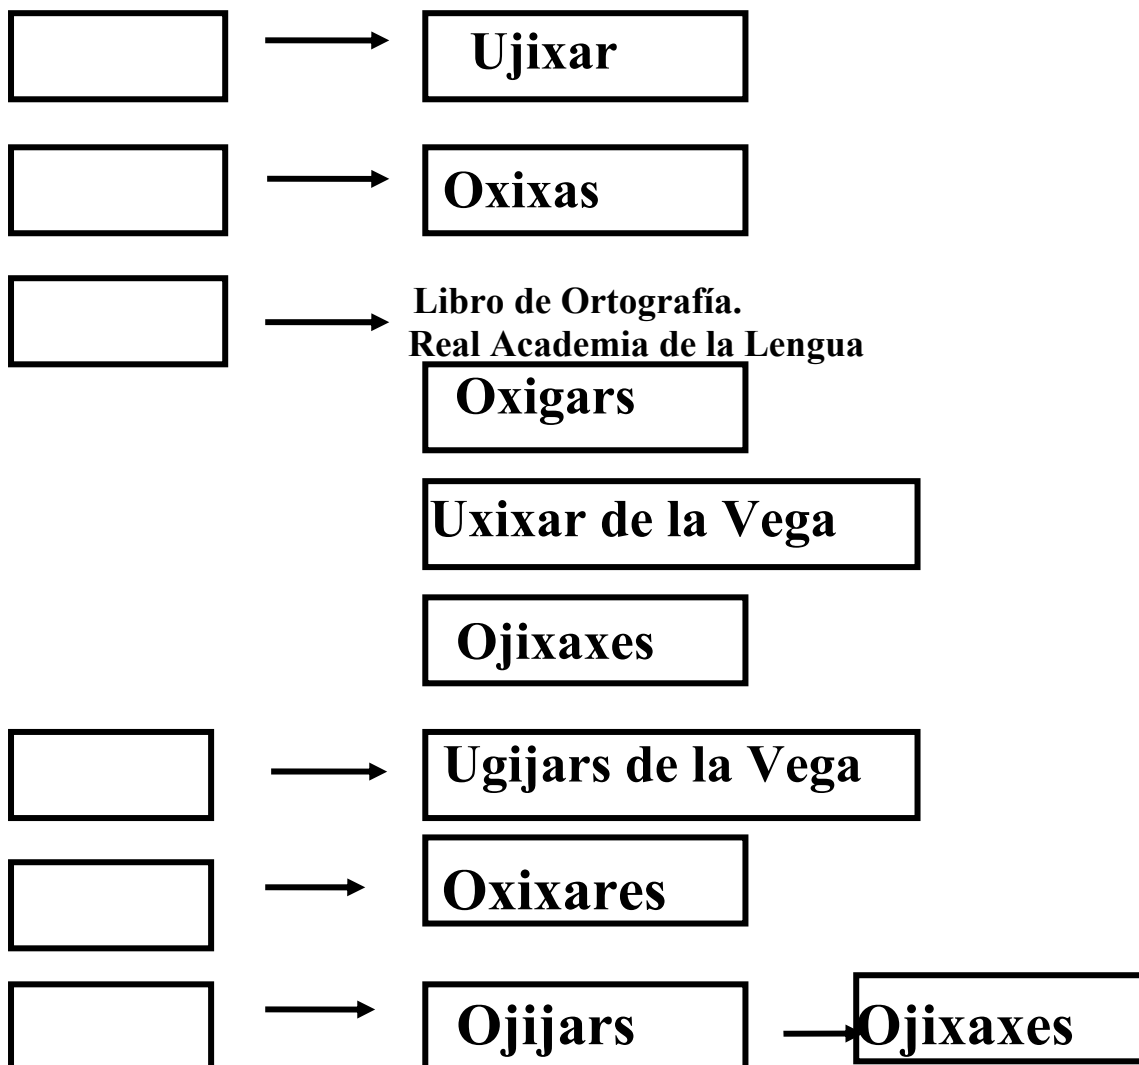 Ujixar
Oxixas
Libro de Ortografía.
Real Academia de la Lengua
Oxigars
Uxixar de la Vega
Ojixaxes
Ugijars de la Vega
Oxixares
Ojijars
Ojixaxes